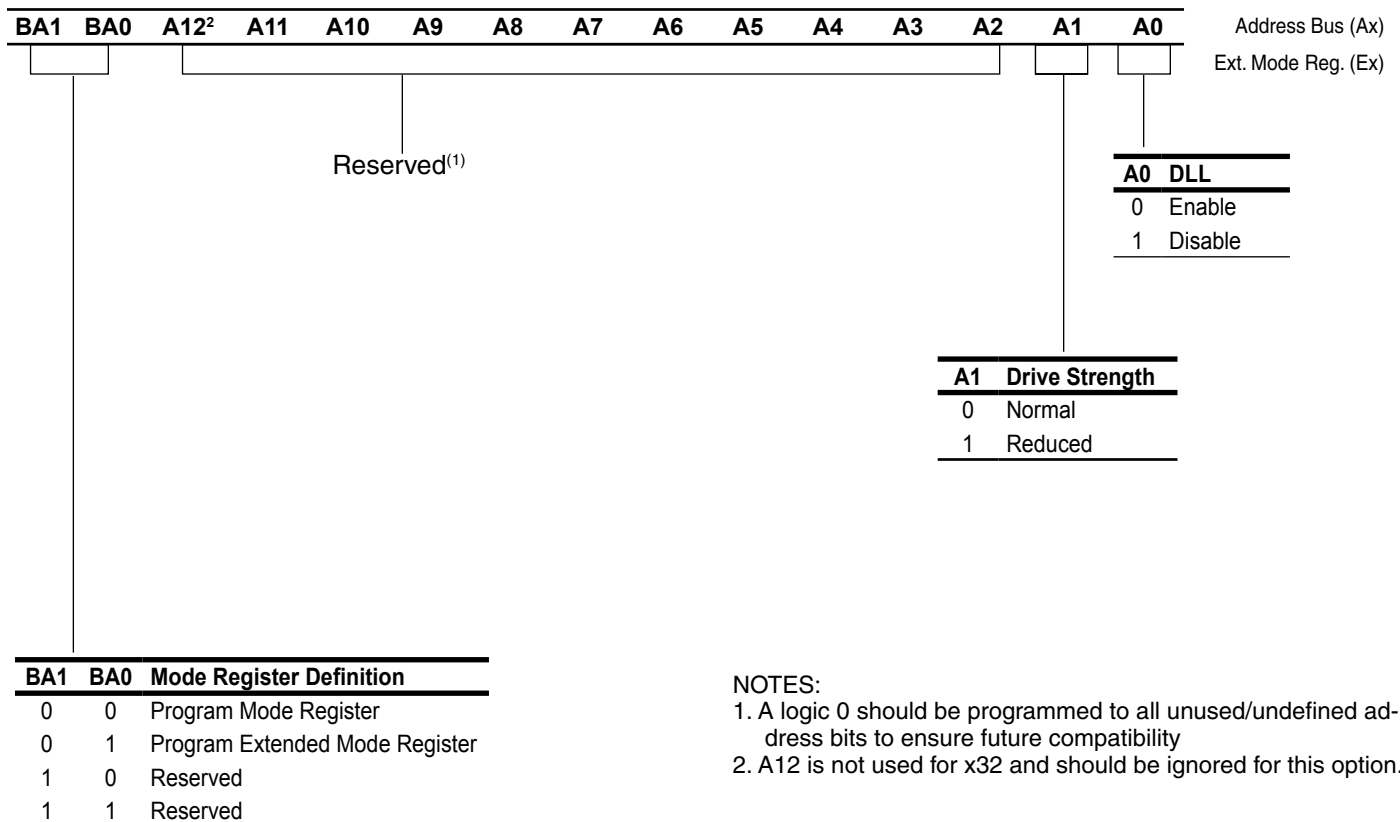 BA1 BA0 A12² A11 A10 A9 A8 A7 A6 A5 A4 A3 A2 A1 A0 Address Bus (Ax)
Ext. Mode Reg. (Ex)
Reserved⁽¹⁾
A0 DLL
0 Enable
1 Disable
A1 Drive Strength
0 Normal
1 Reduced
BA1 BA0 Mode Register Definition
0 0 Program Mode Register
0 1 Program Extended Mode Register
1 0 Reserved
1 1 Reserved
NOTES:
1. A logic 0 should be programmed to all unused/undefined ad-
dress bits to ensure future compatibility
2. A12 is not used for x32 and should be ignored for this option.